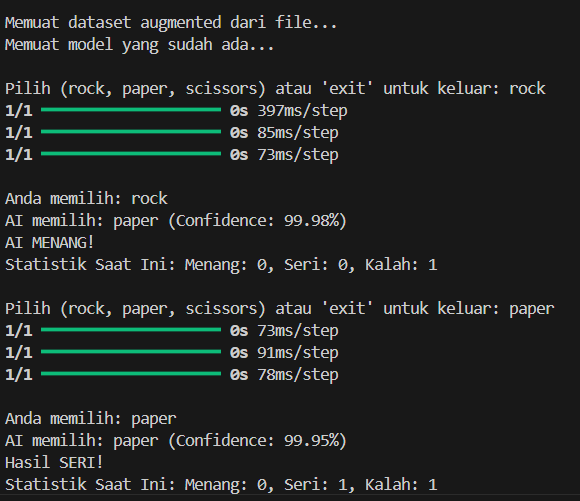 Memuat dataset augmented dari file...
Memuat model yang sudah ada...
Pilih (rock, paper, scissors) atau 'exit' untuk keluar: rock
1/1 0s 397ms/step
1/1 0s 85ms/step
1/1 0s 73ms/step
Anda memilih: rock
AI memilih: paper (Confidence: 99.98%)
AI MENANG!
Statistik Saat Ini: Menang: 0, Seri: 0, Kalah: 1
Pilih (rock, paper, scissors) atau 'exit' untuk keluar: paper
1/1 0s 73ms/step
1/1 0s 91ms/step
1/1 0s 78ms/step
Anda memilih: paper
AI memilih: paper (Confidence: 99.95%)
Hasil SERI!
Statistik Saat Ini: Menang: 0, Seri: 1, Kalah: 1